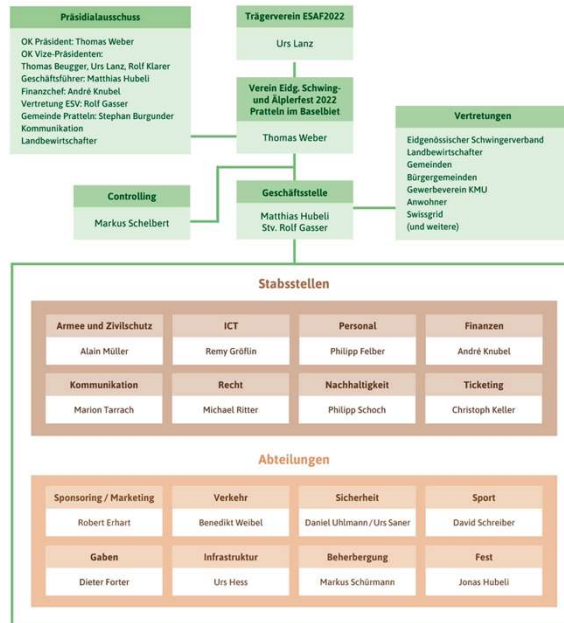 Präsidialausschuss
OK Präsident: Thomas Weber
OK Vize-Präsidenten:
Thomas Beugger, Urs Lanz, Rolf Klarer
Geschäftsführer: Matthias Hubeli
Finanzchef: André Knubel
Vertretung ESV: Rolf Gasser
Gemeinde Pratteln: Stephan Burgunder
Kommunikation
Landbewirtschafter
Trägerverein ESAF2022
Urs Lanz
Verein Eidg. Schwing-
und Älplerfest 2022
Pratteln im Baselbiet
Thomas Weber
Vertretungen
Eidgenössischer Schwingerverband
Landbewirtschafter
Gemeinden
Bürgergemeinden
Gewerbeverein KMU
Anwohner
Swissgrid
(und weitere)
Controlling
Markus Schelbert
Geschäftsstelle
Matthias Hubeli
Stv. Rolf Gasser
Stabsstellen
Armee und Zivilschutz
Alain Müller
ICT
Remy Gröflin
Personal
Philipp Felber
Finanzen
André Knubel
Kommunikation
Marion Tarrach
Recht
Michael Ritter
Nachhaltigkeit
Philipp Schoch
Ticketing
Christoph Keller
Abteilungen
Sponsoring / Marketing
Robert Erhart
Verkehr
Benedikt Weibel
Sicherheit
Daniel Uhlmann / Urs Saner
Sport
David Schreiber
Gaben
Dieter Forter
Infrastruktur
Urs Hess
Beherbergung
Markus Schürmann
Fest
Jonas Hubeli